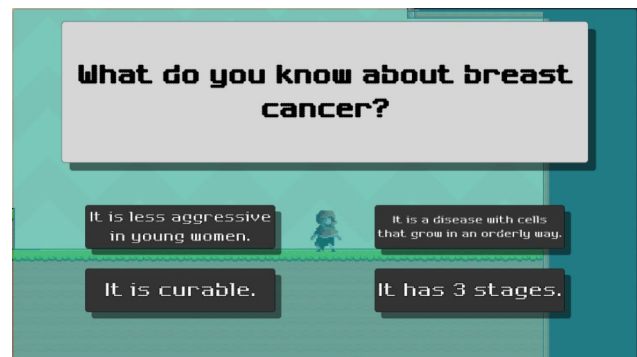 What do you know about breast
cancer?
It is less aggressive
in young women.
It is a disease with cells
that grow in an orderly way.
It is curable.
It has 3 stages.